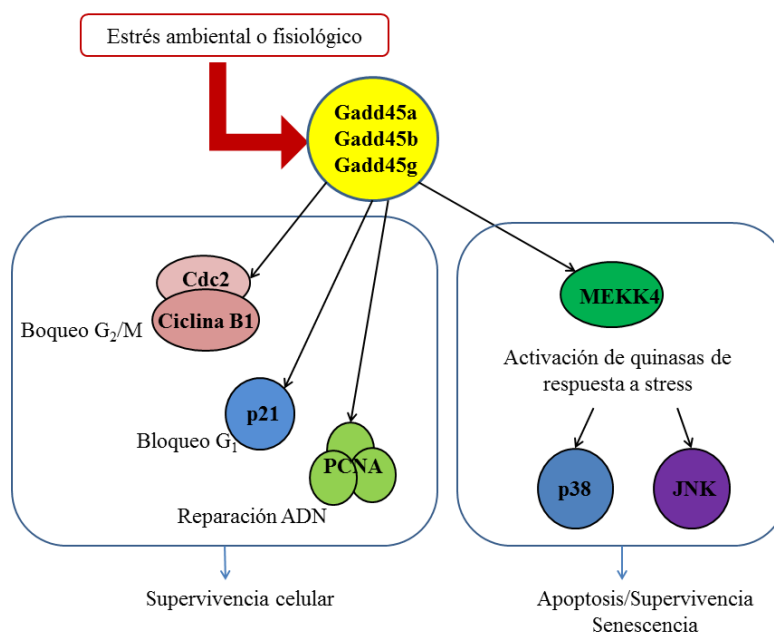 Estrés ambiental o fisiológico
Gadd45a
Gadd45b
Gadd45g
Cdc2
Ciclina B1
Boqueo G₂/M
p21
Bloqueo G₁
PCNA
Reparación ADN
Supervivencia celular
MEKK4
Activación de quinasas de
respuesta a stress
p38
JNK
Apoptosis/Supervivencia
Senescencia